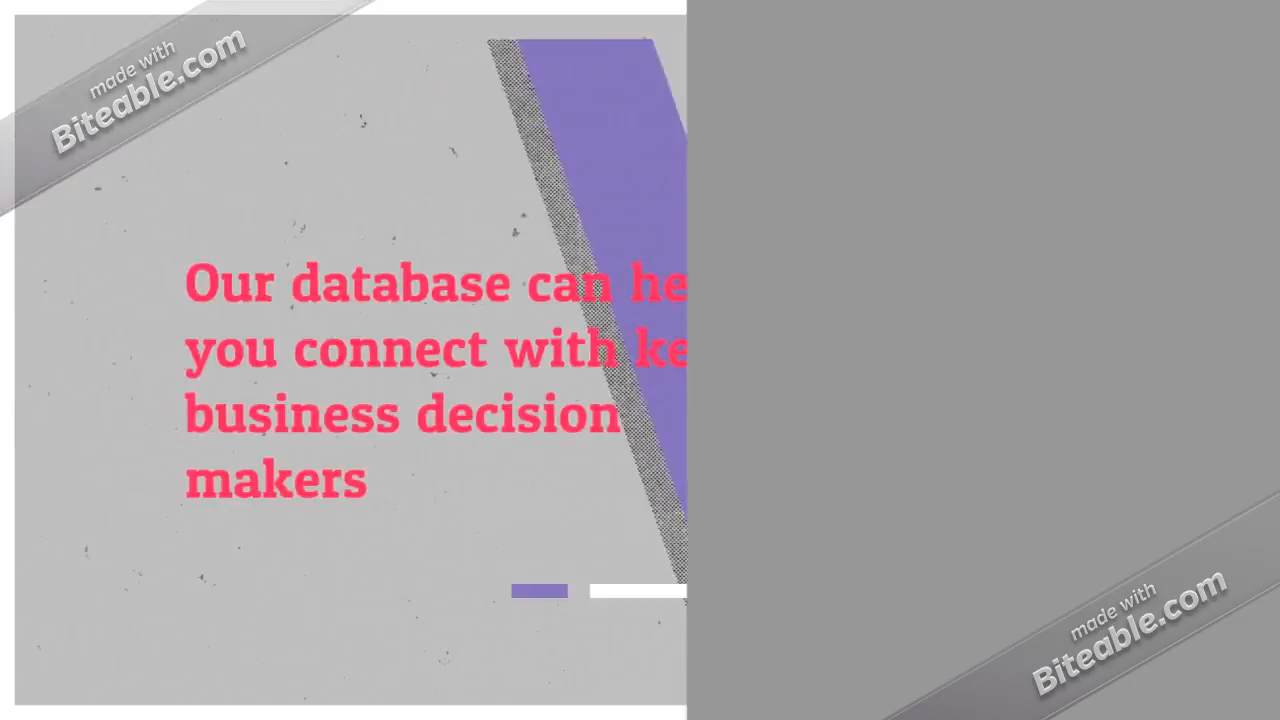 made with
Biteable.com
Our database can he
you connect with ke
business decision
makers
made with
Biteable.com